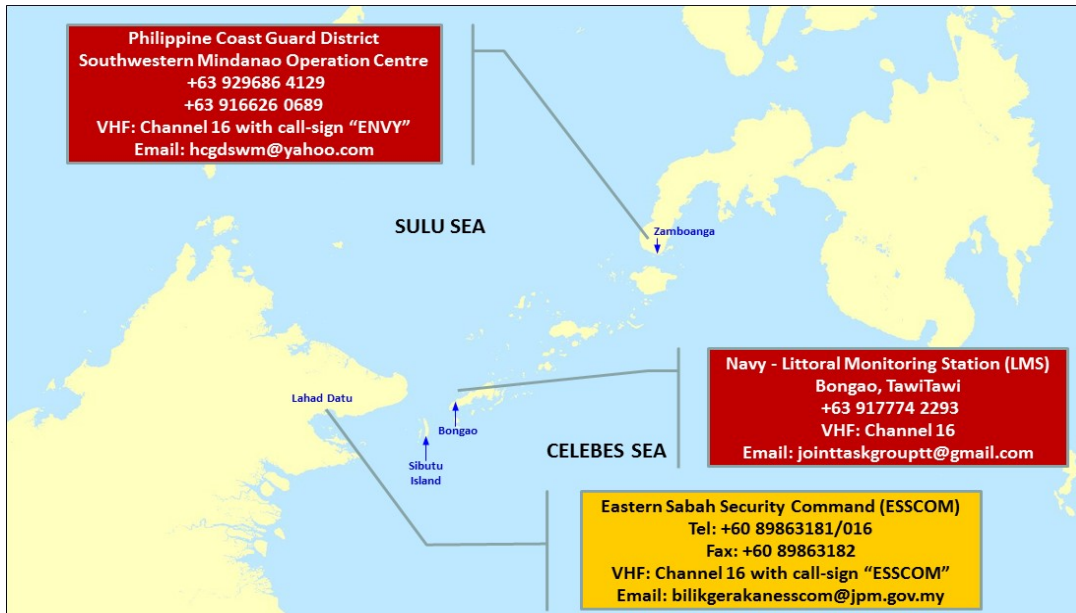 Philippine Coast Guard District
Southwestern Mindanao Operation Centre
+63 929686 4129
+63 916626 0689
VHF: Channel 16 with call-sign “ENVY”
Email: hcgdswm@yahoo.com
SULU SEA
Zamboanga
Navy - Littoral Monitoring Station (LMS)
Bongao, TawiTawi
+63 917774 2293
VHF: Channel 16
Email: jointtaskgrouptt@gmail.com
Lahad Datu
Bongao
Sibutu
Island
CELEBES SEA
Eastern Sabah Security Command (ESSCOM)
Tel: +60 89863181/016
Fax: +60 89863182
VHF: Channel 16 with call-sign “ESSCOM”
Email: bilikgerakanesscom@jpm.gov.my